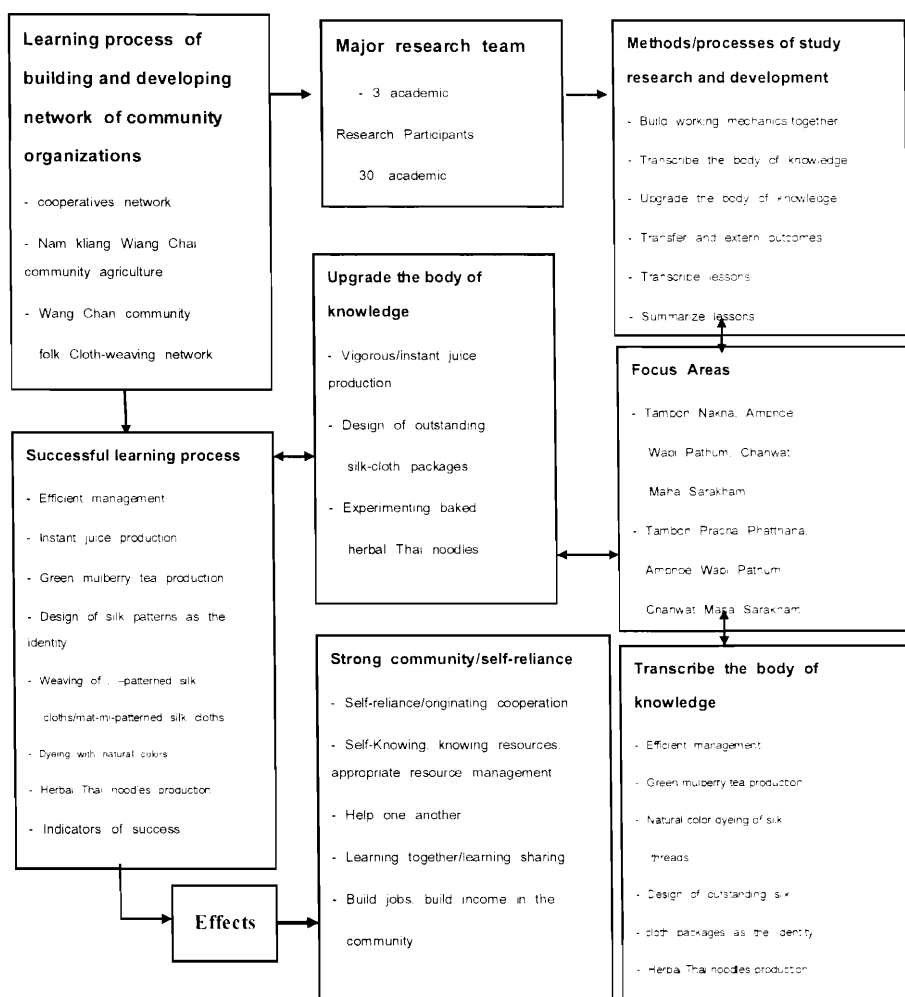 Learning process of
building and developing
network of community
organizations
- cooperatives network
- Nam kliang Wiang Chai
community agriculture
- Wang Chan community
folk Cloth-weaving network
Major research team
- 3 academic
Research Participants
30 academic
Methods/processes of study
research and development
- Build working mechanics together
- Transcribe the body of knowledge
- Upgrade the body of knowledge
- Transfer and extern outcomes
- Transcribe lessons
- Summarize lessons
Upgrade the body of
knowledge
- Vigorous/instant juice
production
- Design of outstanding
silk-cloth packages
- Experimenting baked
herbal Thai noodles
Focus Areas
- Tambon Nakna, Amphoe
Wapi Pathum, Changwat
Maha Sarakham
- Tambon Pracha Phatthana,
Amphoe Wapi Pathum
Changwat Maha Sarakham
Successful learning process
- Efficient management
- Instant juice production
- Green mulberry tea production
- Design of silk patterns as the
identity
- Weaving of -patterned silk
cloths/mat-mi-patterned silk cloths
- Dyeing with natural colors
- Herbal Thai noodles production
- Indicators of success
Strong community/self-reliance
- Self-reliance/originating cooperation
- Self-Knowing, knowing resources,
appropriate resource management
- Help one another
- Learning together/learning sharing
- Build jobs, build income in the
community
Transcribe the body of
knowledge
- Efficient management
- Green mulberry tea production
- Natural color dyeing of silk
threads
- Design of outstanding silk
- cloth packages as the identity
- Herbal Thai noodles production
Effects